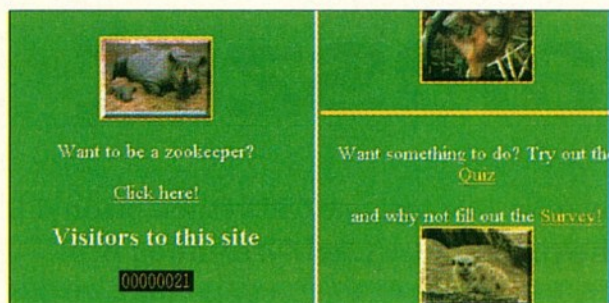 Want to be a zookeeper?
Click here!
Visitors to this site
00000021
Want something to do? Try out the
Quiz
and why not fill out the Survey!